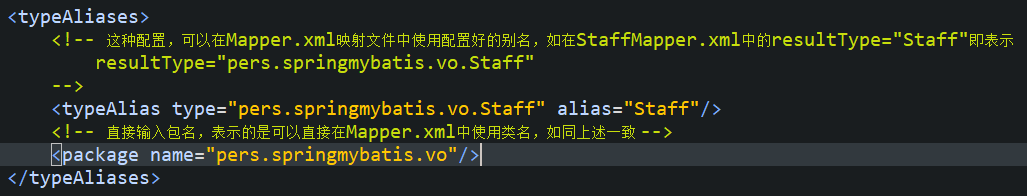 <typeAliases>
<!-- 这种配置，可以在Mapper.xml映射文件中使用配置好的别名，如在StaffMapper.xml中的resultType="Staff"即表示
resultType="pers.springmybatis.vo.Staff"
-->
<typeAlias type="pers.springmybatis.vo.Staff" alias="Staff"/>
<!-- 直接输入包名，表示的是可以直接在Mapper.xml中使用类名，如同上述一致 -->
<package name="pers.springmybatis.vo"/>
</typeAliases>